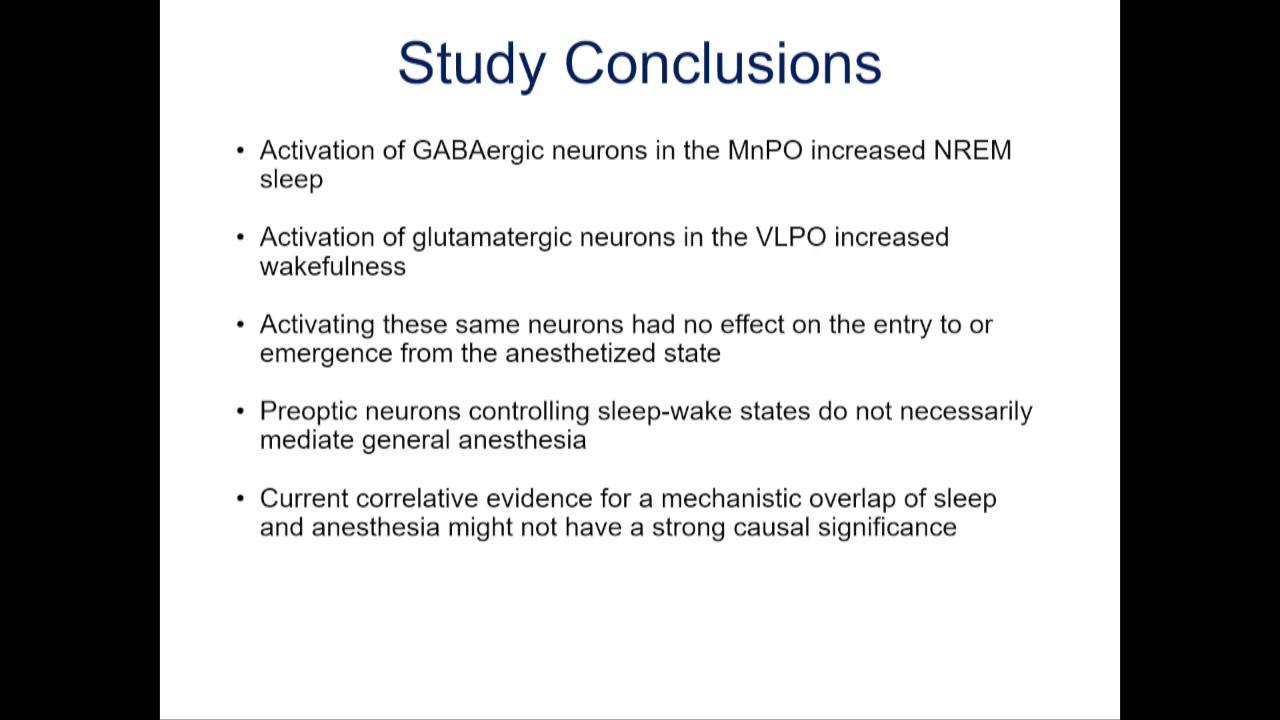 Study Conclusions
• Activation of GABAergic neurons in the MnPO increased NREM
sleep
• Activation of glutamatergic neurons in the VLPO increased
wakefulness
• Activating these same neurons had no effect on the entry to or
emergence from the anesthetized state
• Preoptic neurons controlling sleep-wake states do not necessarily
mediate general anesthesia
• Current correlative evidence for a mechanistic overlap of sleep
and anesthesia might not have a strong causal significance